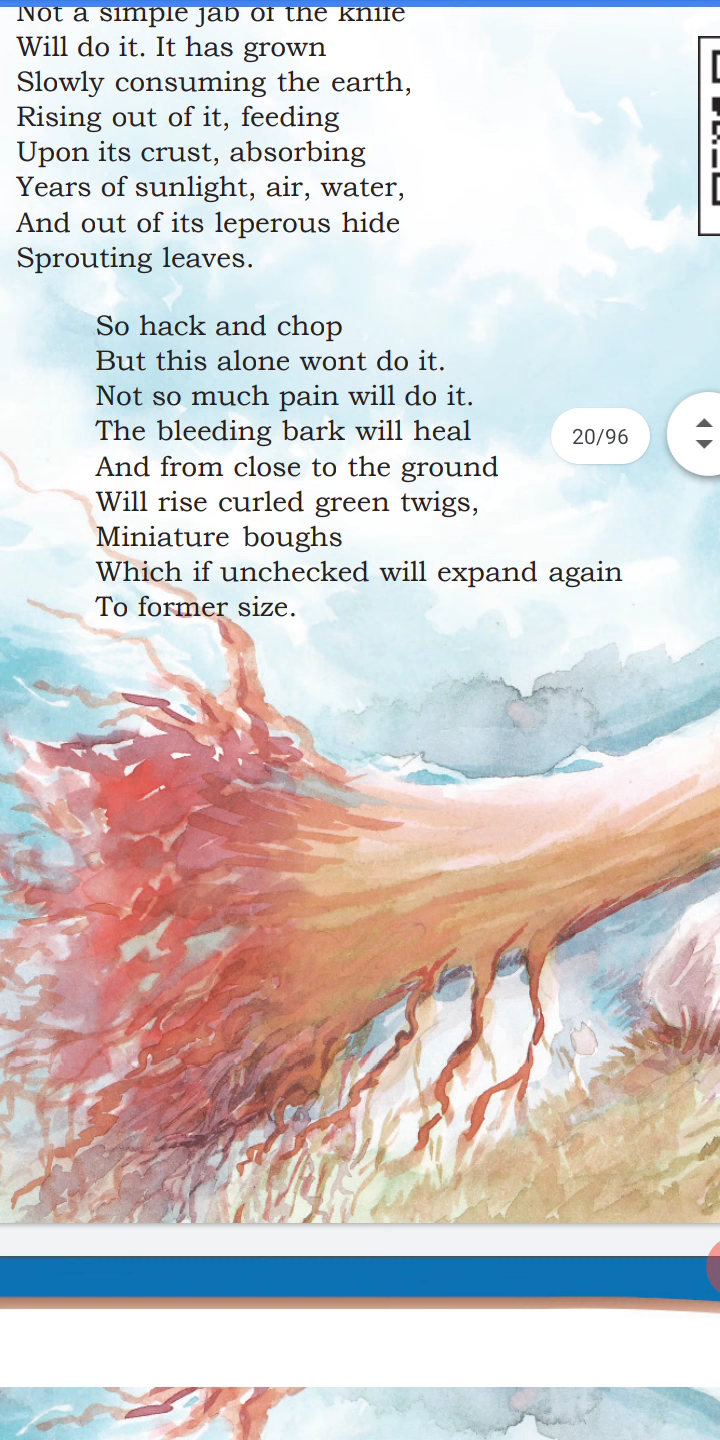 Not a simple jab of the knife
Will do it. It has grown
Slowly consuming the earth,
Rising out of it, feeding
Upon its crust, absorbing
Years of sunlight, air, water,
And out of its leperous hide
Sprouting leaves.
So hack and chop
But this alone wont do it.
Not so much pain will do it.
The bleeding bark will heal
And from close to the ground
Will rise curled green twigs,
Miniature boughs
Which if unchecked will expand again
To former size.
20/96